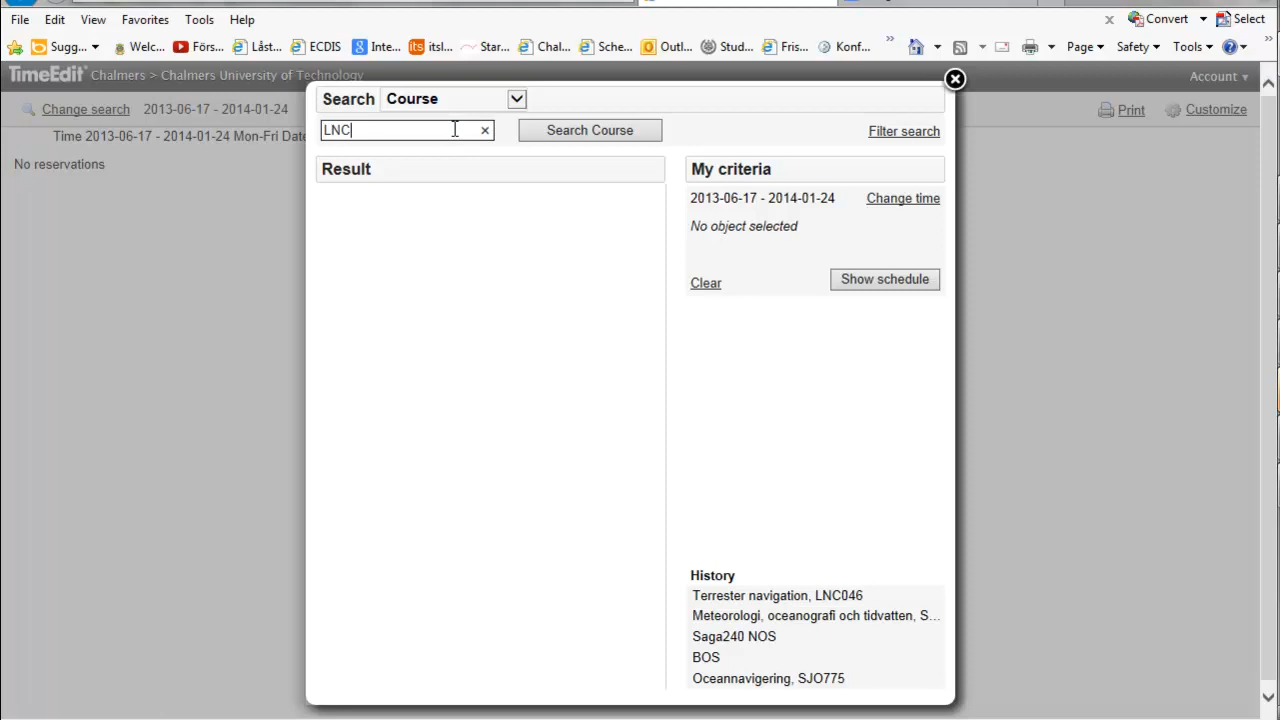 File Edit View Favorites Tools Help
Convert Select
Sugg... Welc... Förs... Låst... ECDIS Inte... itsl... Star... Chal... Sche... Outl... Stud... Fris... Konf... » Page Safety Tools »
TimeEdit Chalmers > Chalmers University of Technology Account
Change search 2013-06-17 - 2014-01-24 Print Customize
Time 2013-06-17 - 2014-01-24 Mon-Fri Date
No reservations
Search Course
LNC × Search Course Filter search
Result
My criteria
2013-06-17 - 2014-01-24 Change time
No object selected
Clear Show schedule
History
Terrester navigation, LNC046
Meteorologi, oceanografi och tidvatten, S...
Saga240 NOS
BOS
Oceannavigering, SJO775